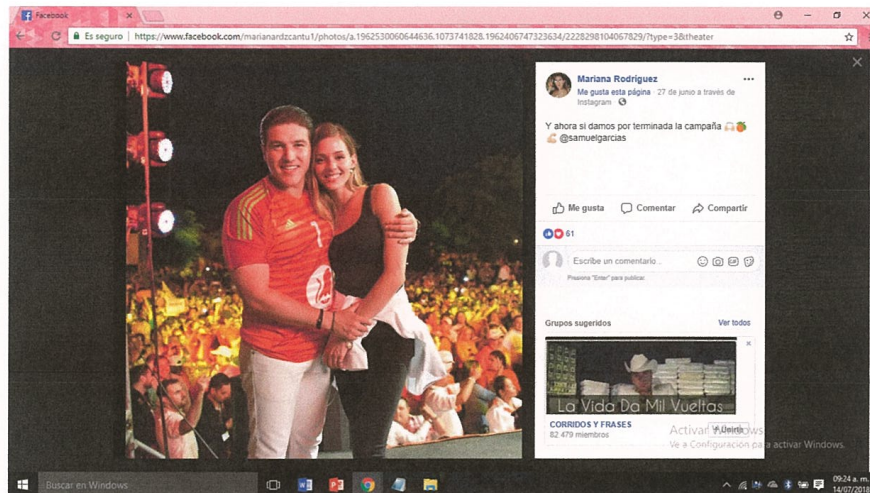 Facebook
Es seguro | https://www.facebook.com/marianardzcantu1/photos/a.1962530060644636.1073741828.1962406747323634/2228298104067829/?type=3&theater
Mariana Rodríguez
Me gusta esta página · 27 de junio a través de
Instagram ·
Y ahora si damos por terminada la campaña
@samuelgarcias
Me gusta Comentar Compartir
61
Escribe un comentario...
Presiona "Enter" para publicar.
Grupos sugeridos Ver todos
La Vida Da Mil Vueltas
CORRIDOS Y FRASES
82 479 miembros
Unirte
Activar Windows
Ve a Configuración para activar Windows.
Buscar en Windows
09:24 a. m.
14/07/2018